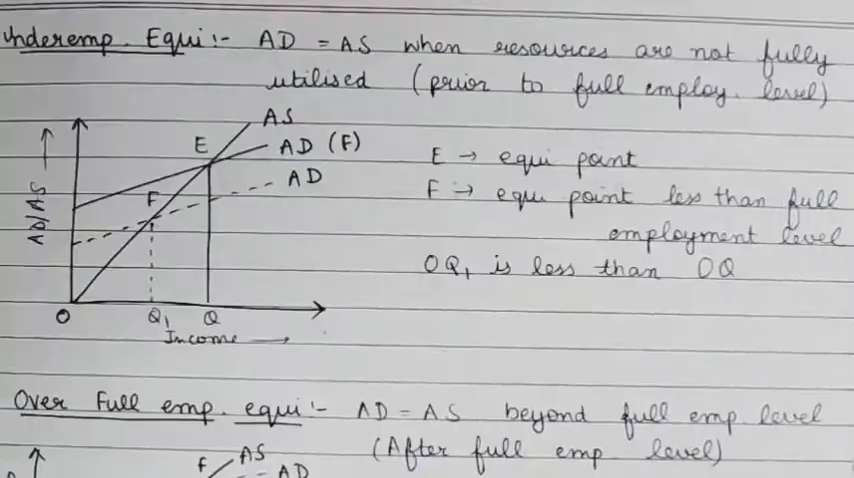 Underemp. Equi:- AD = AS when resources are not fully
utilised (prior to full employ. level)
AS
E
AD (F)
AD
F
AD/AS
O
Q1
Q
Income
E → equi point
F → equ. point less than full
employment level
OQ1 is less than OQ
Over Full emp. equi:- AD = AS beyond full emp level
(After full emp level)
F
AS
AD